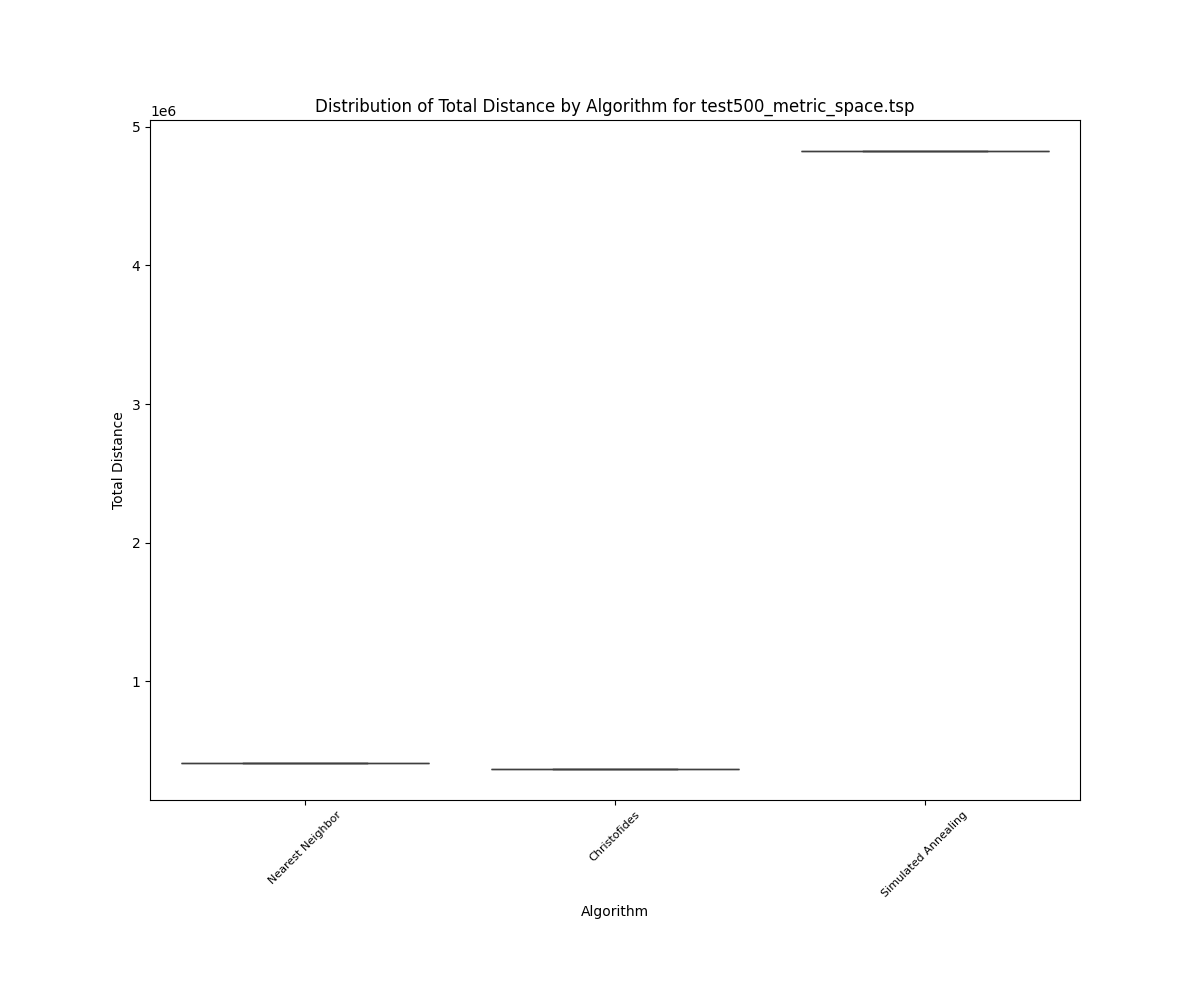 Distribution of Total Distance by Algorithm for test500_metric_space.tsp
1e6
5
4
3
2
1
Total Distance
Nearest Neighbor
Christofides
Simulated Annealing
Algorithm